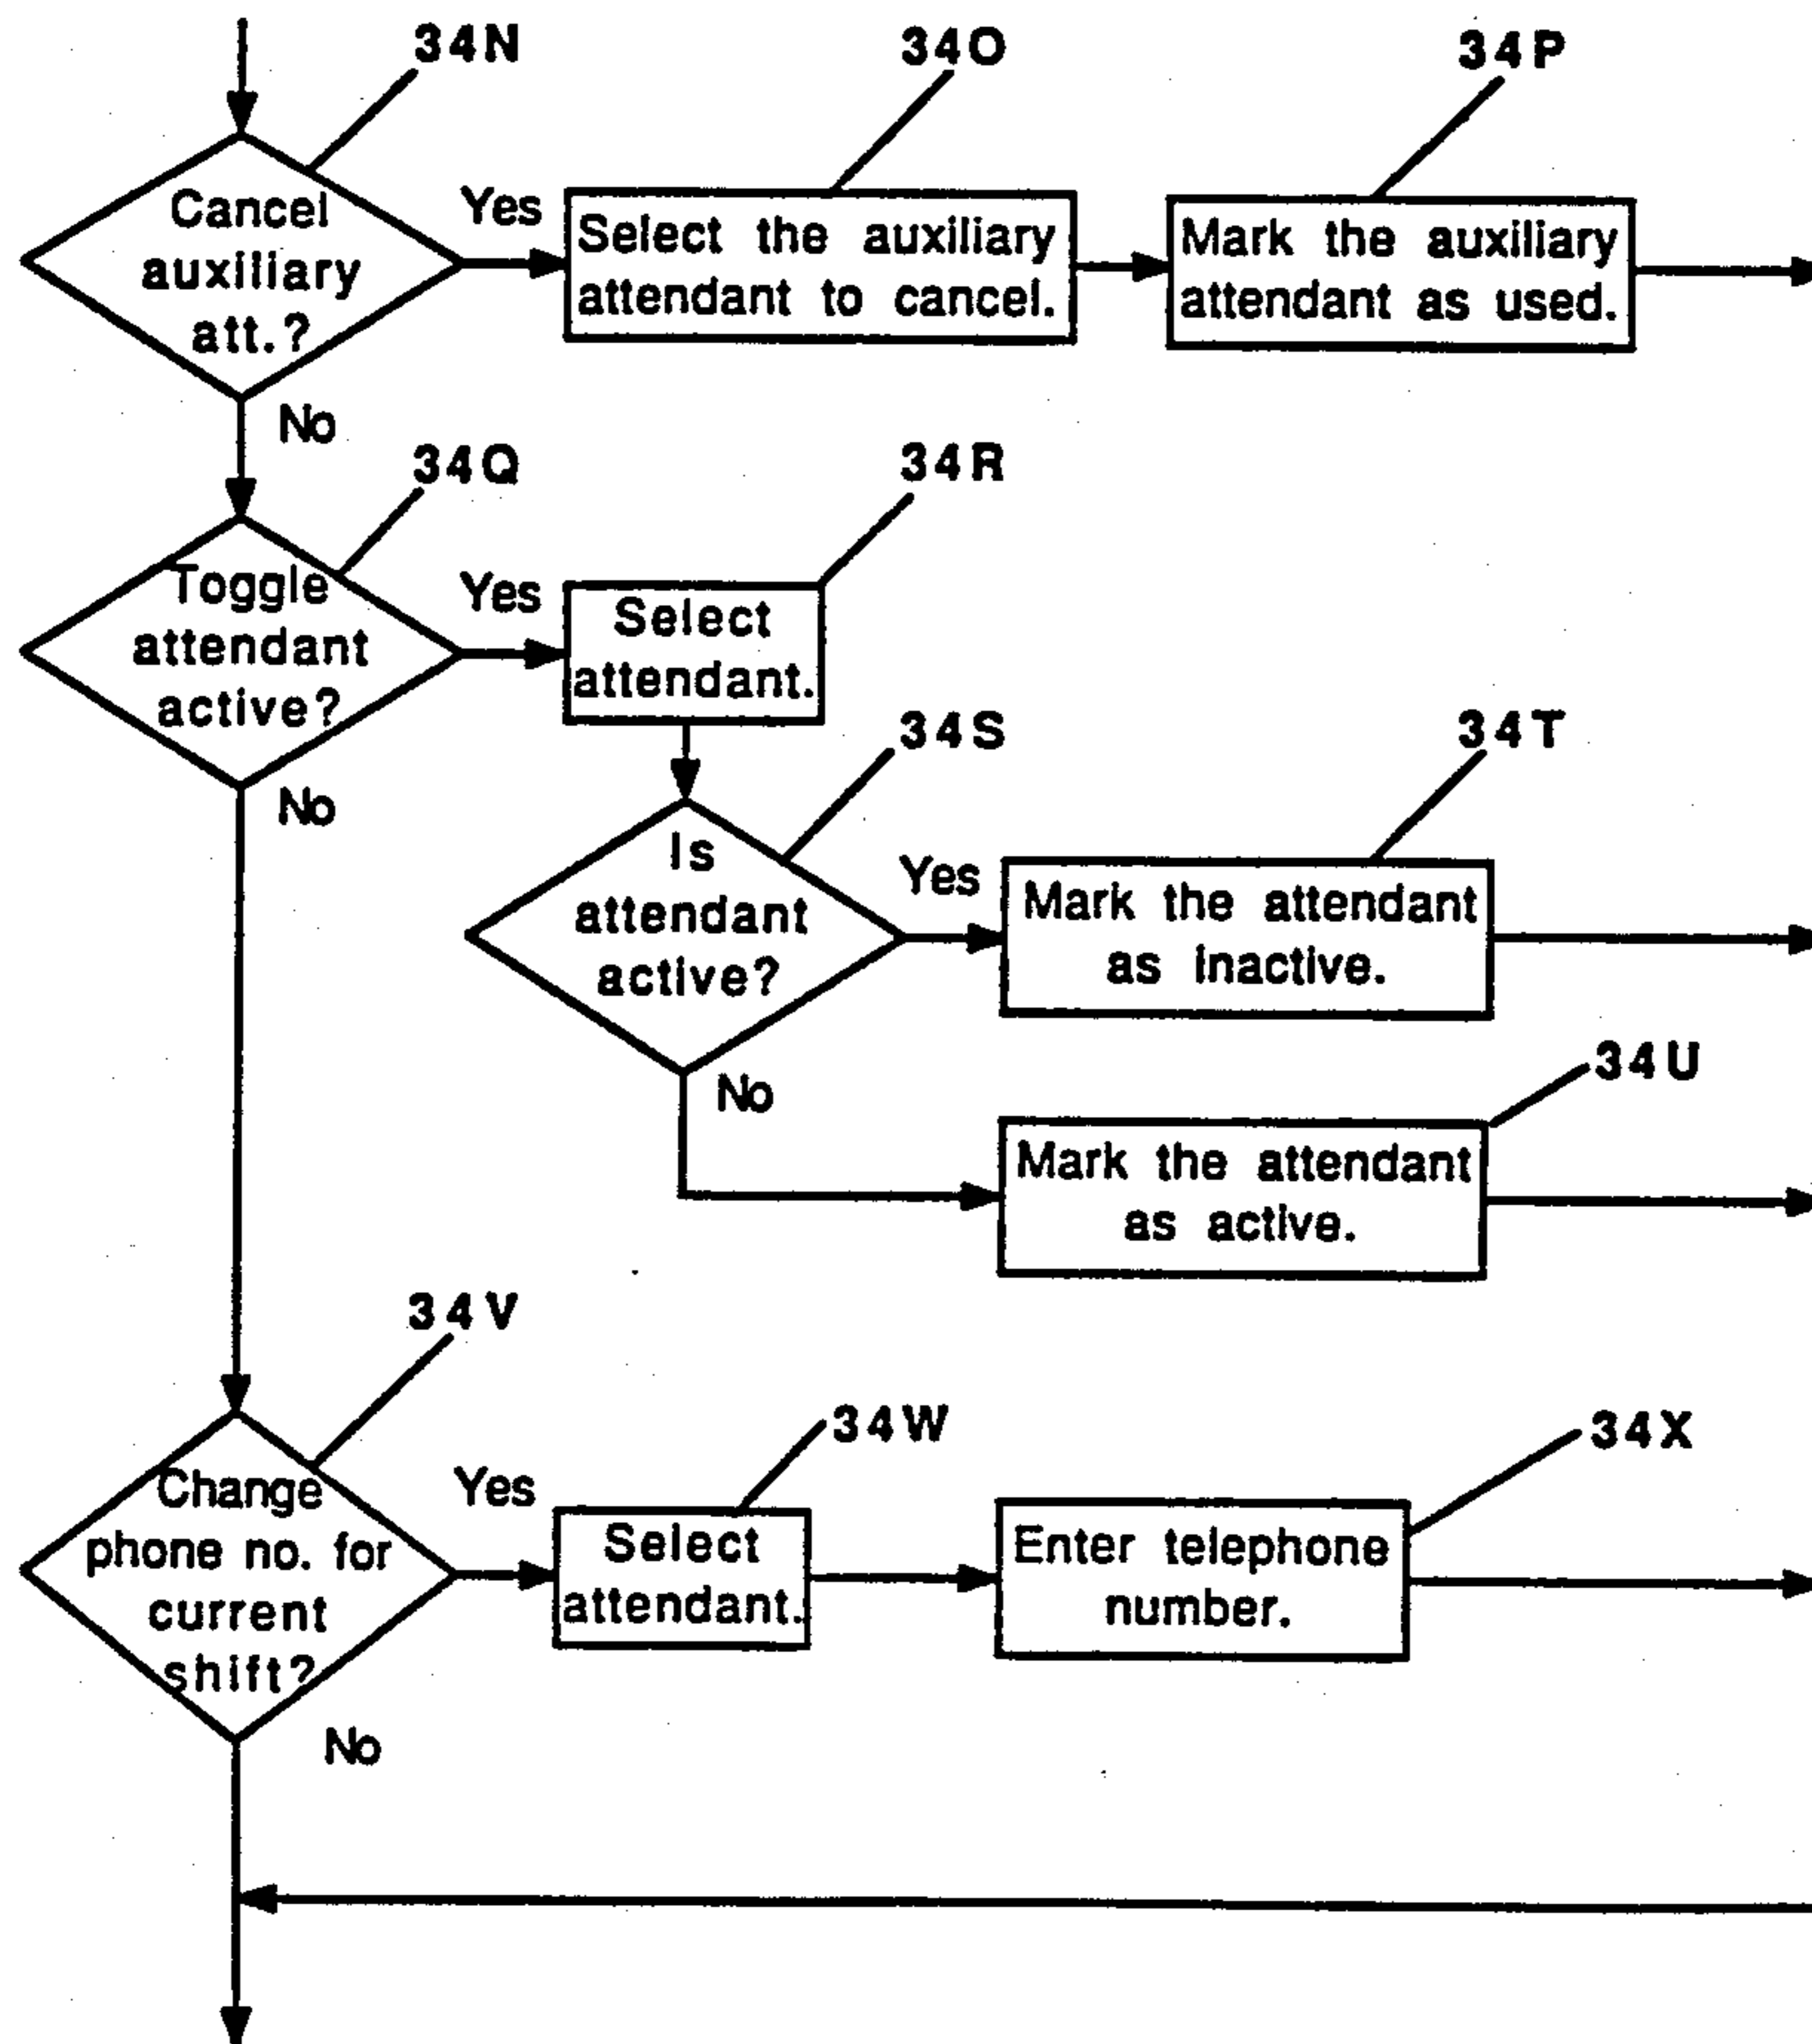 34N
34O
34P
Cancel
auxiliary
att.?
Yes
Select the auxiliary
attendant to cancel.
Mark the auxiliary
attendant as used.
No
34Q
34R
Toggle
attendant
active?
Yes
Select
attendant.
No
34S
34T
Is
attendant
active?
Yes
Mark the attendant
as inactive.
No
34U
Mark the attendant
as active.
34V
34W
34X
Change
phone no. for
current
shift?
Yes
Select
attendant.
Enter telephone
number.
No